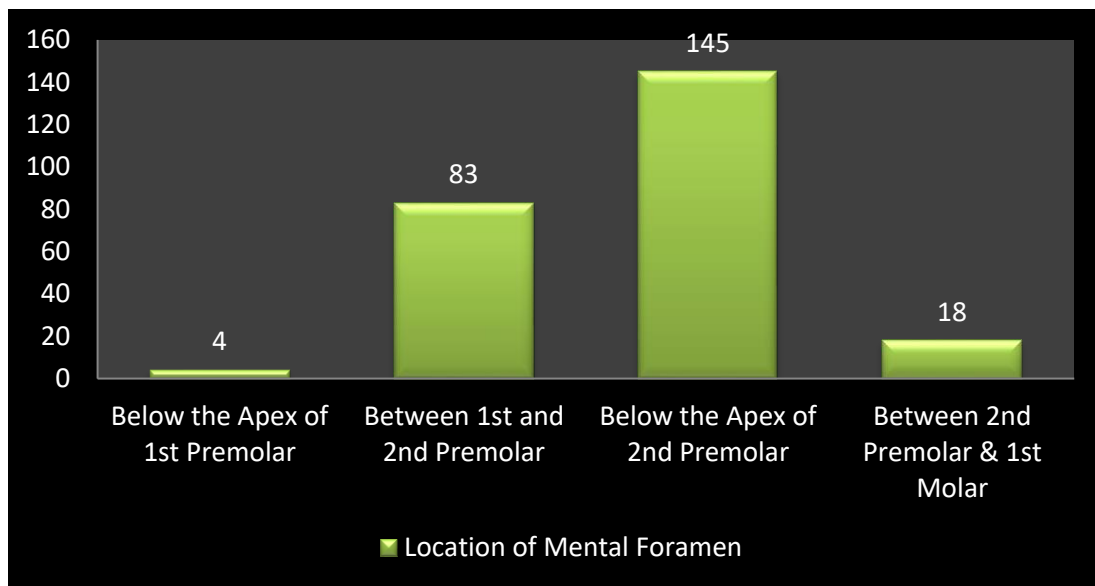 160
140
120
100
80
60
40
20
0
4
83
145
18
Below the Apex of
1st Premolar
Between 1st and
2nd Premolar
Below the Apex of
2nd Premolar
Between 2nd
Premolar & 1st
Molar
Location of Mental Foramen